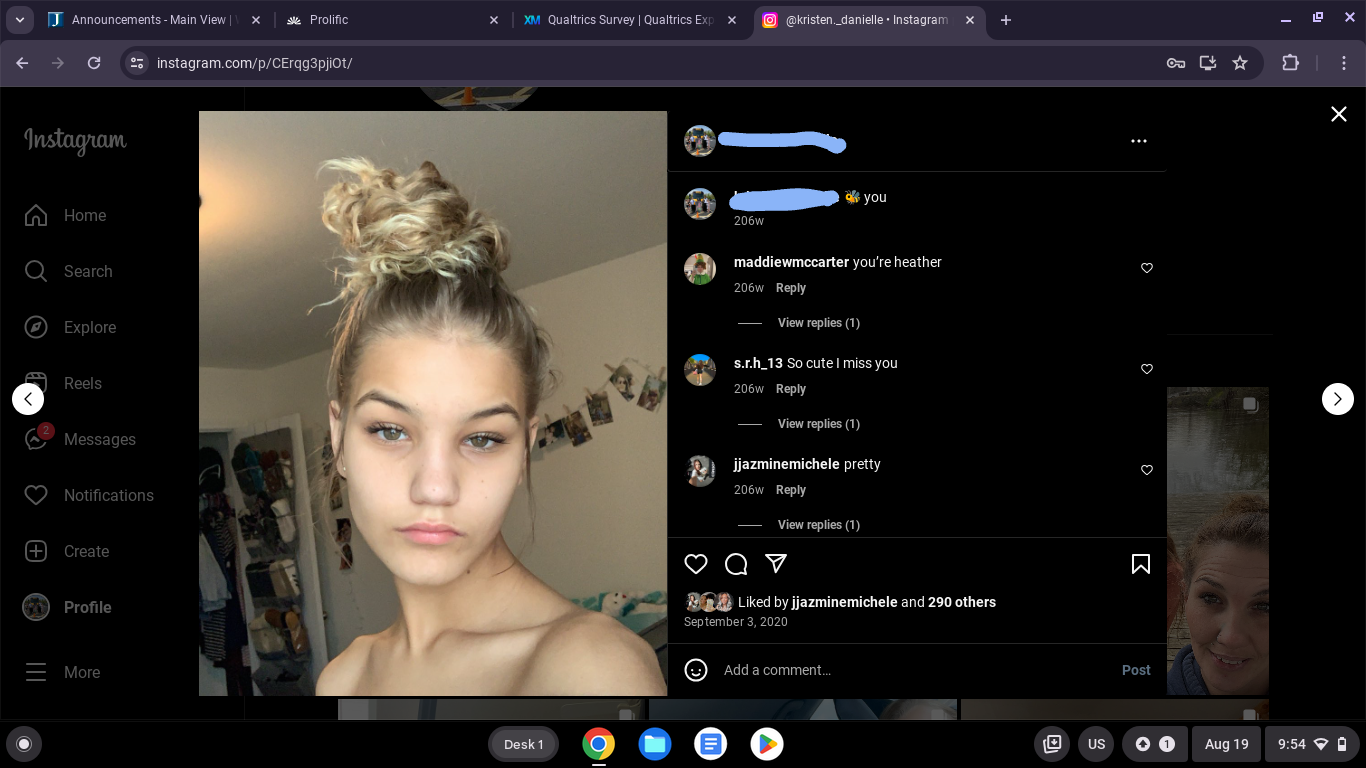 Announcements - Main View |
Prolific
XM Qualtrics Survey | Qualtrics Exp
@kristen._danielle • Instagram
instagram.com/p/CErqg3pjiOt/
Instagram
Home
Search
Explore
Reels
2
Messages
Notifications
Create
Profile
More
🐝 you
206w
maddiewmccarter you're heather
206w Reply
View replies (1)
s.r.h_13 So cute I miss you
206w Reply
View replies (1)
jjazminemichele pretty
206w Reply
View replies (1)
Liked by jjazminemichele and 290 others
September 3, 2020
Add a comment…
Post
Desk 1
US
1
Aug 19
9:54